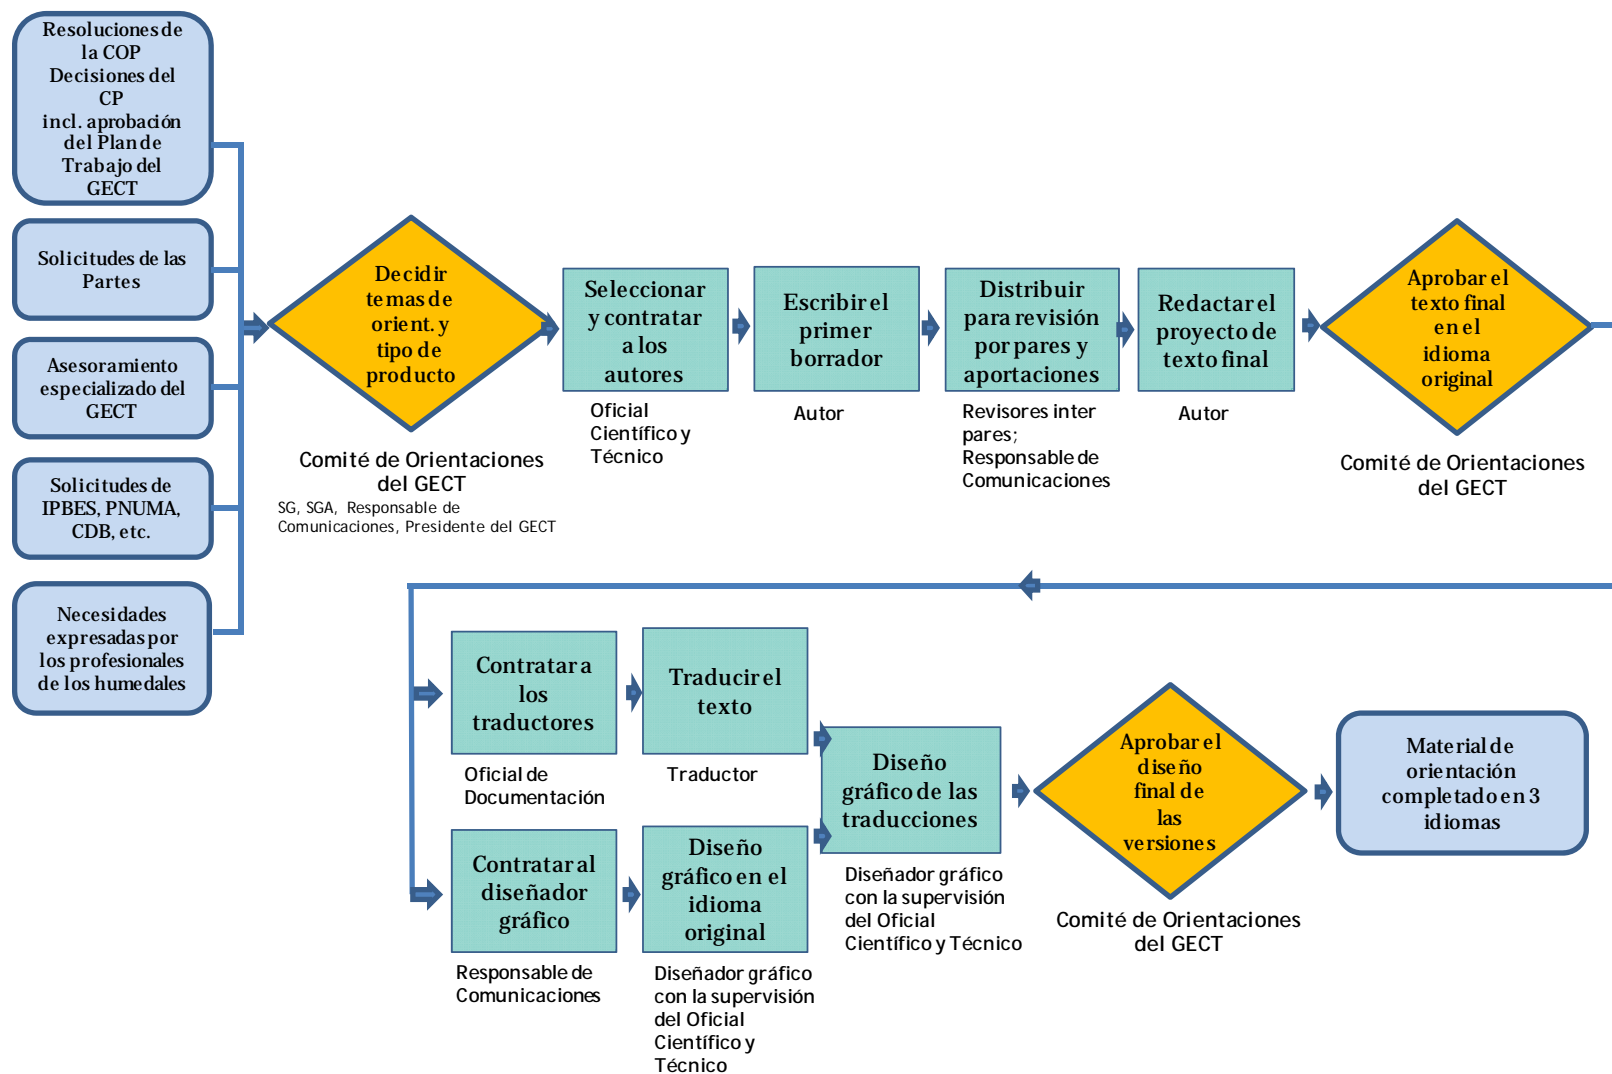 Resoluciones de
la COP
Decisiones del
CP
incl. aprobación
del Plan de
Trabajo del
GECT
Solicitudes de las
Partes
Asesoramiento
especializado del
GECT
Solicitudes de
IPBES, PNUMA,
CDB, etc.
Necesidades
expresadas por
los profesionales
de los humedales
Decidir
temas de
orient. y
tipo de
producto
Comité de Orientaciones
del GECT
SG, SGA, Responsable de
Comunicaciones, Presidente del GECT
Seleccionar
y contratar
a los
autores
Oficial
Científico y
Técnico
Escribir el
primer
borrador
Autor
Distribuir
para revisión
por pares y
aportaciones
Revisores inter
pares;
Responsable de
Comunicaciones
Redactar el
proyecto de
texto final
Autor
Aprobar el
texto final
en el
idioma
original
Comité de Orientaciones
del GECT
Contratar a
los
traductores
Oficial de
Documentación
Traducir el
texto
Traductor
Contratar al
diseñador
gráfico
Responsable de
Comunicaciones
Diseño
gráfico en el
idioma
original
Diseñador gráfico
con la supervisión
del Oficial
Científico y
Técnico
Diseño
gráfico de las
traducciones
Diseñador gráfico
con la supervisión
del Oficial
Científico y Técnico
Aprobar el
diseño
final de
las
versiones
Comité de Orientaciones
del GECT
Material de
orientación
completado en 3
idiomas